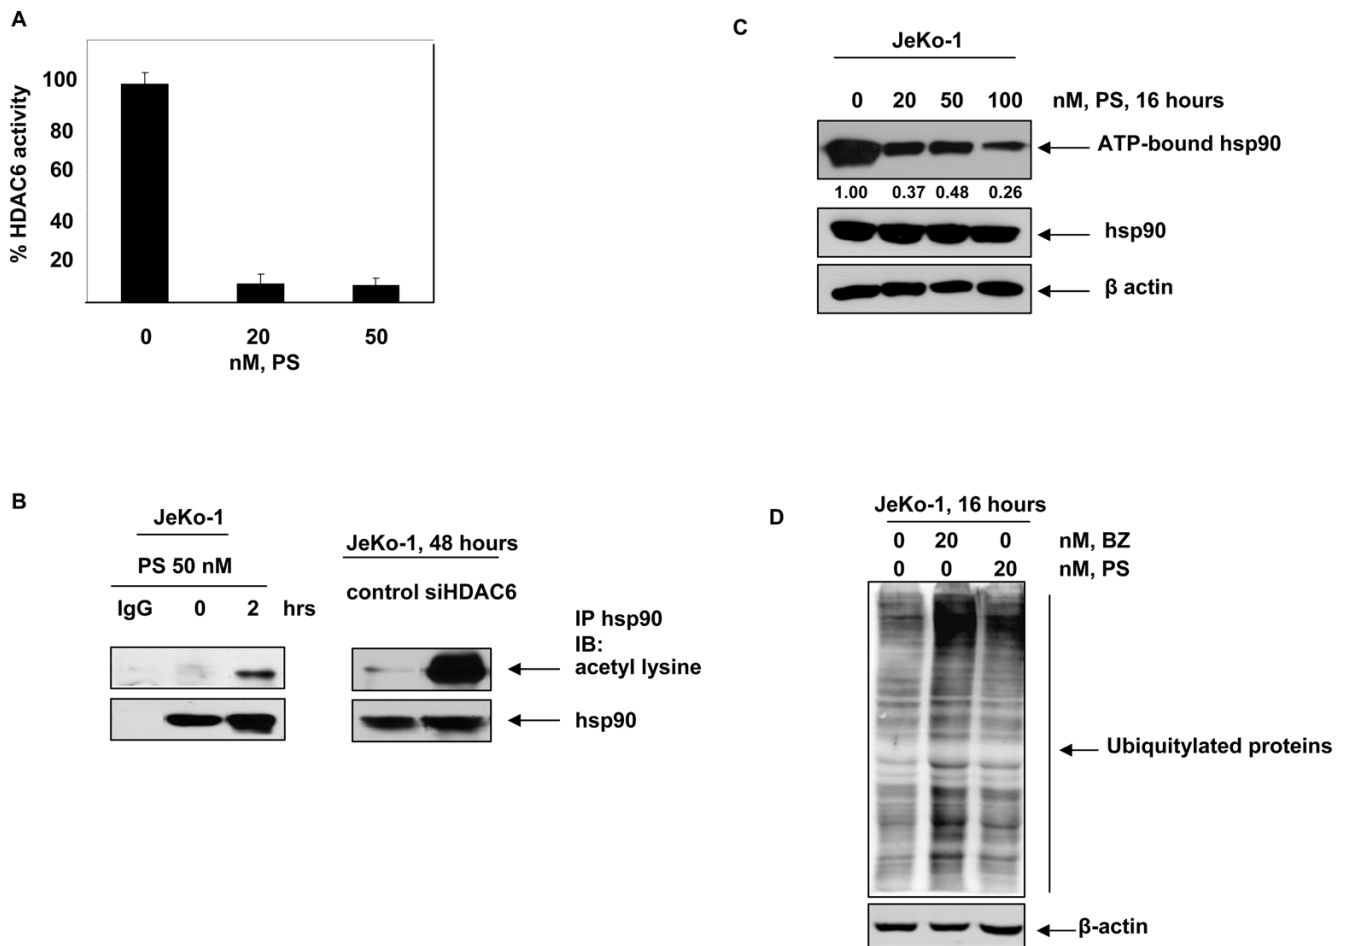 A
% HDAC6 activity
100
80
60
40
20
0 20 50
nM, PS
B
JeKo-1
PS 50 nM
IgG 0 2 hrs
JeKo-1, 48 hours
control siHDAC6
IP hsp90
IB:
acetyl lysine
hsp90
C
JeKo-1
0 20 50 100 nM, PS, 16 hours
ATP-bound hsp90
1.00 0.37 0.48 0.26
hsp90
β actin
D
JeKo-1, 16 hours
0 20 0 nM, BZ
0 0 20 nM, PS
Ubiquitylated proteins
β-actin